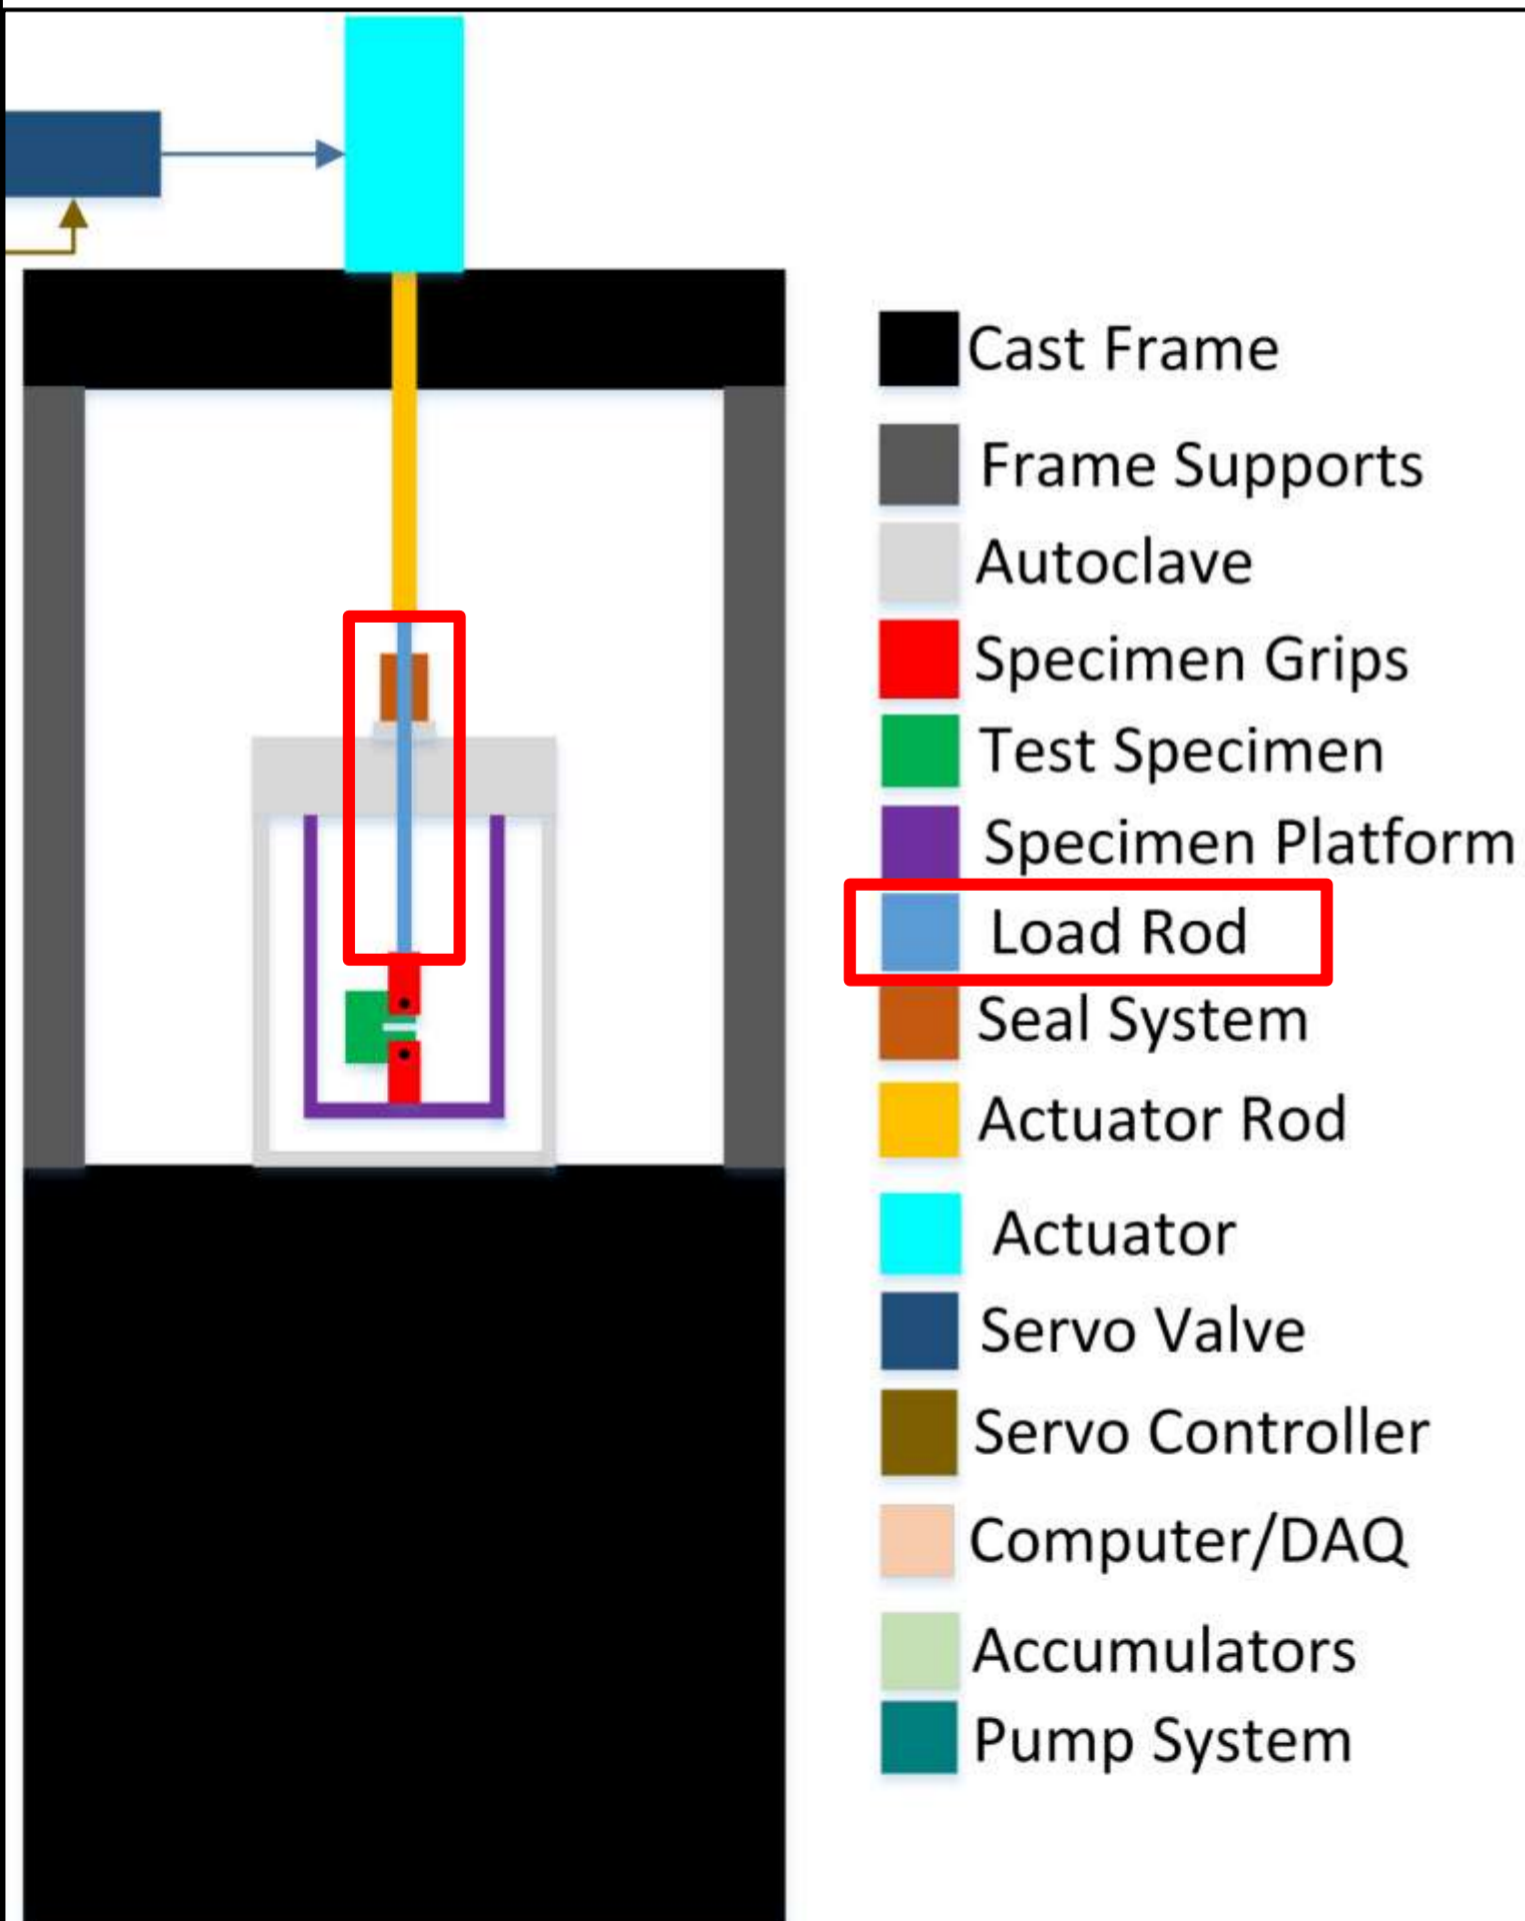 Cast Frame
Frame Supports
Autoclave
Specimen Grips
Test Specimen
Specimen Platform
Load Rod
Seal System
Actuator Rod
Actuator
Servo Valve
Servo Controller
Computer/DAQ
Accumulators
Pump System